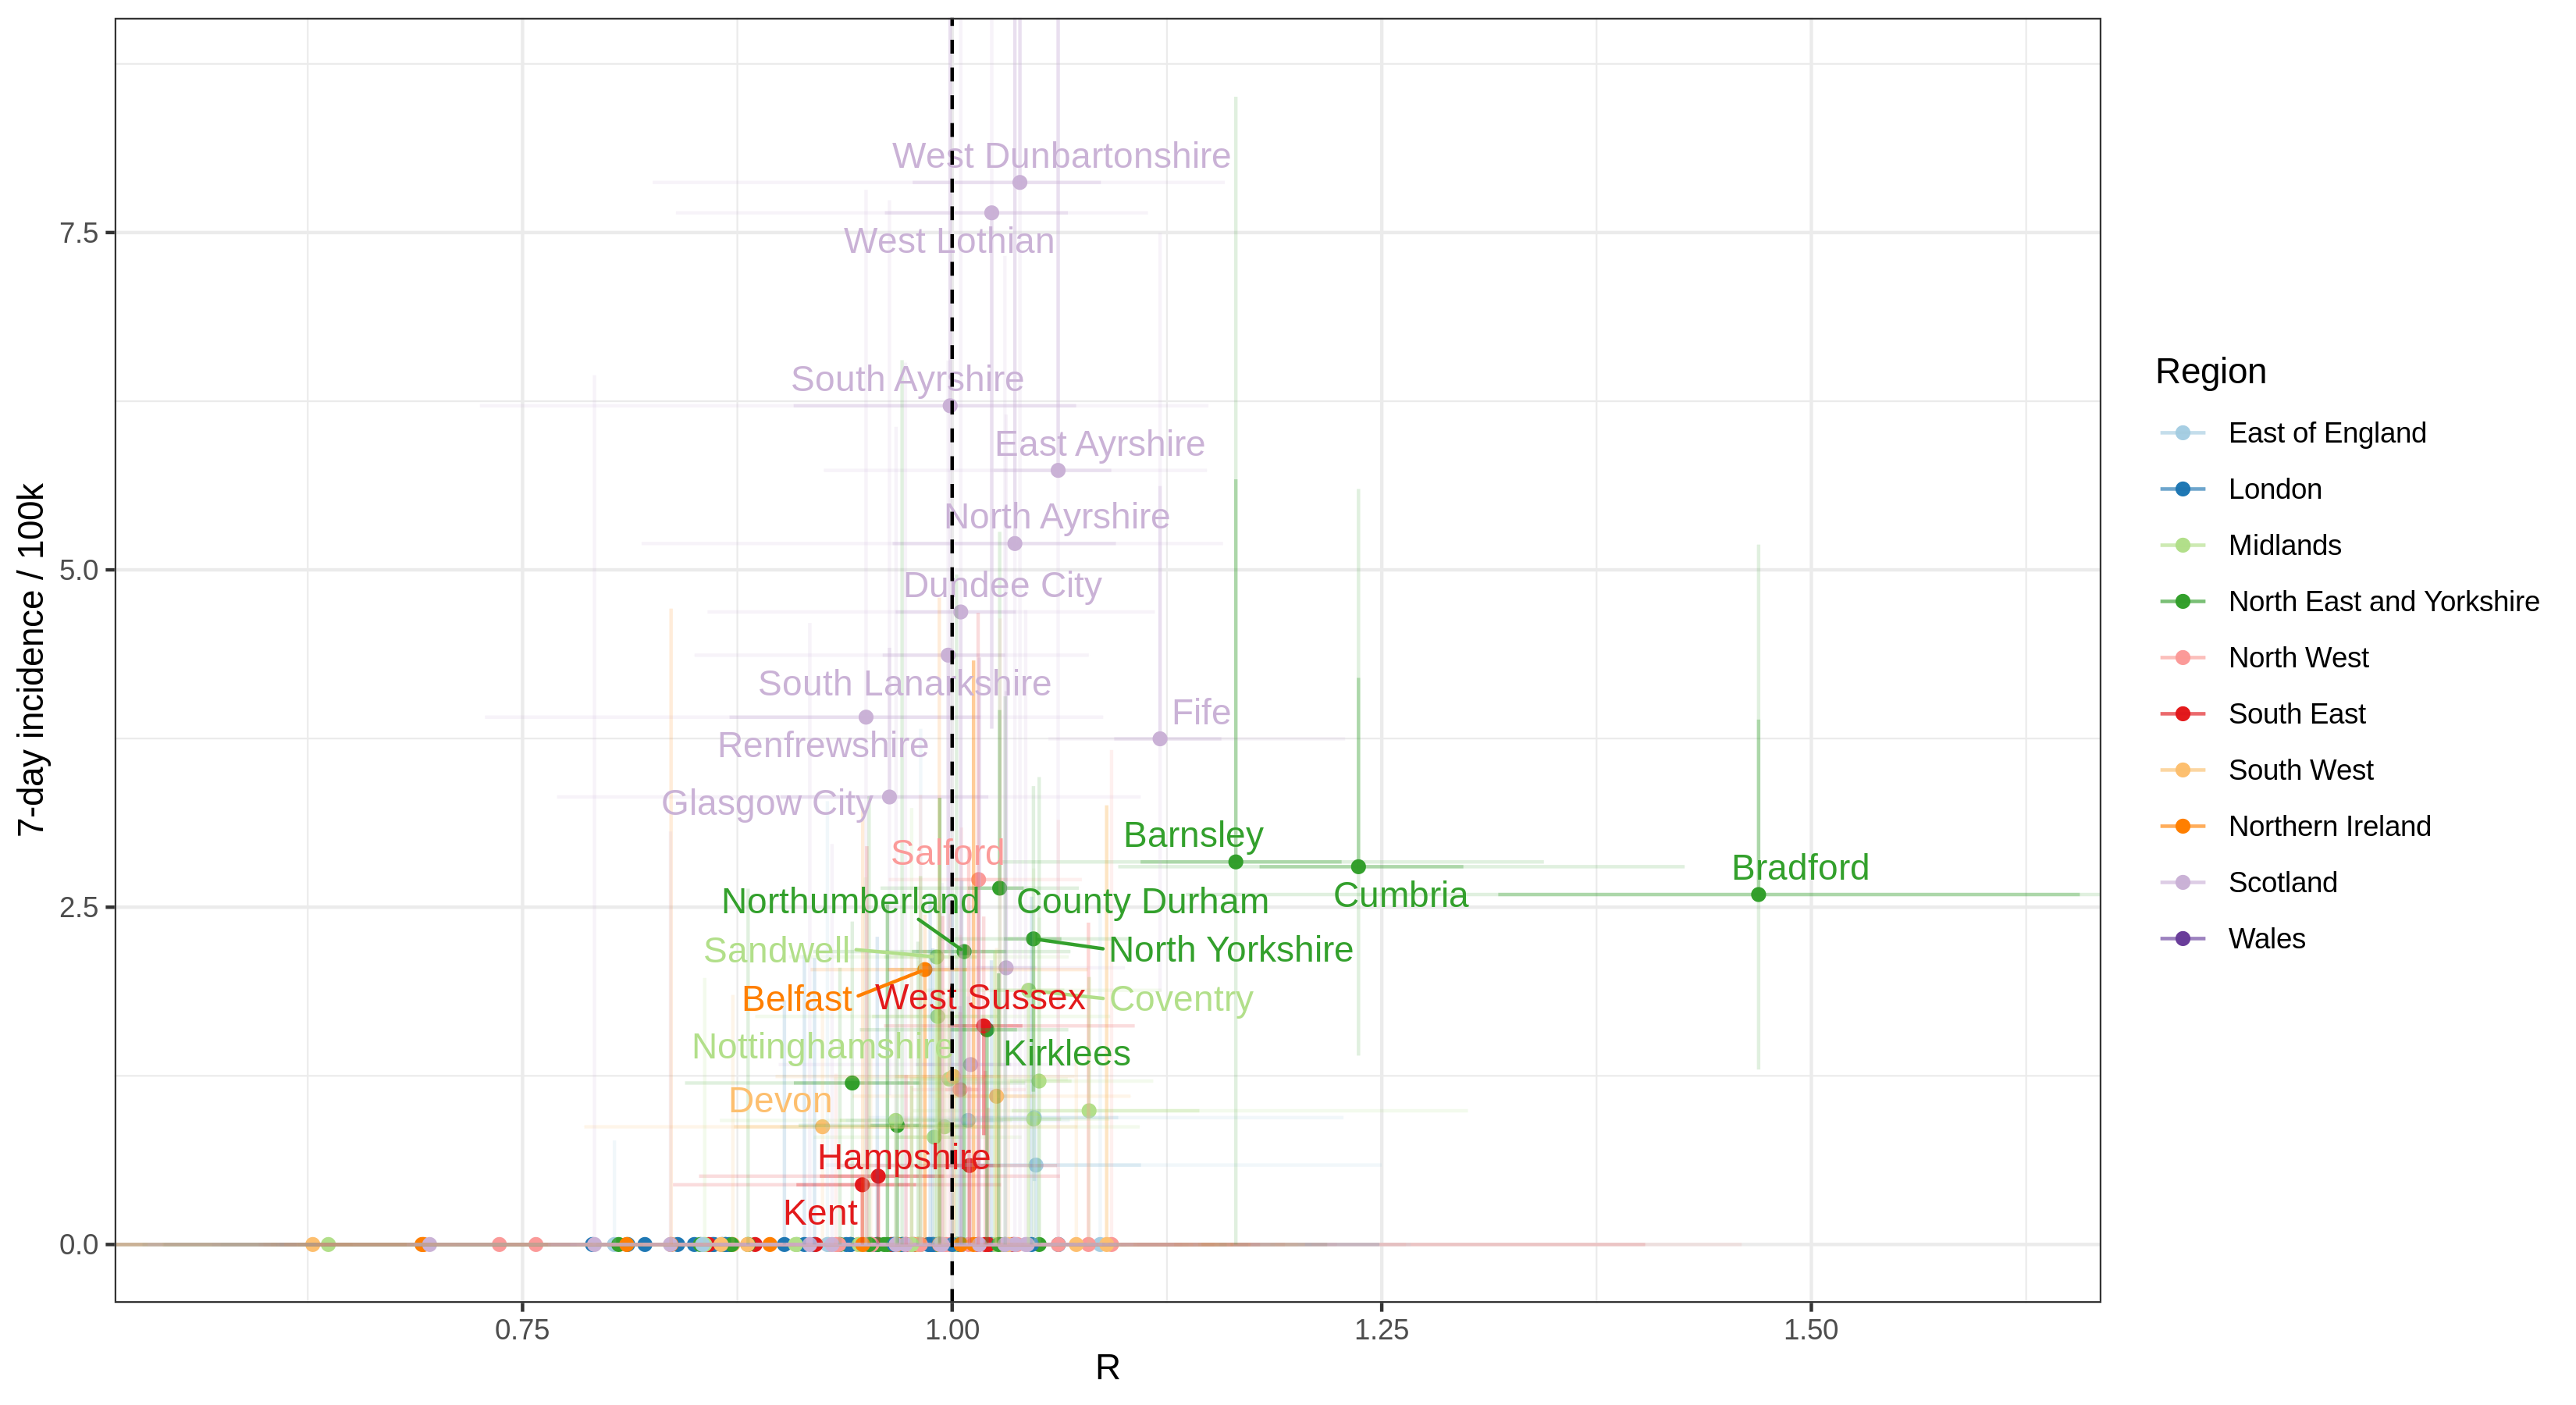 West Dunbartonshire
West Lothian
7.5
South Ayrshire
Region
East Ayrshire
East of England
London
7-day incidence / 100k
North Ayrshire
Midlands
5.0
Dundee City
North East and Yorkshire
North West
South Lanarkshire
Fife
South East
Renfrewshire
South West
Glasgow City
Northern Ireland
Barnsley
Salford
Bradford
Scotland
Cumbria
Northumberland
County Durham
2.5
Wales
Sandwell
North Yorkshire
Belfast
West Sussex
Coventry
Nottinghamshire
Kirklees
Devon
Hampshire
Kent
0.0
0.75
1.00
1.25
1.50
R